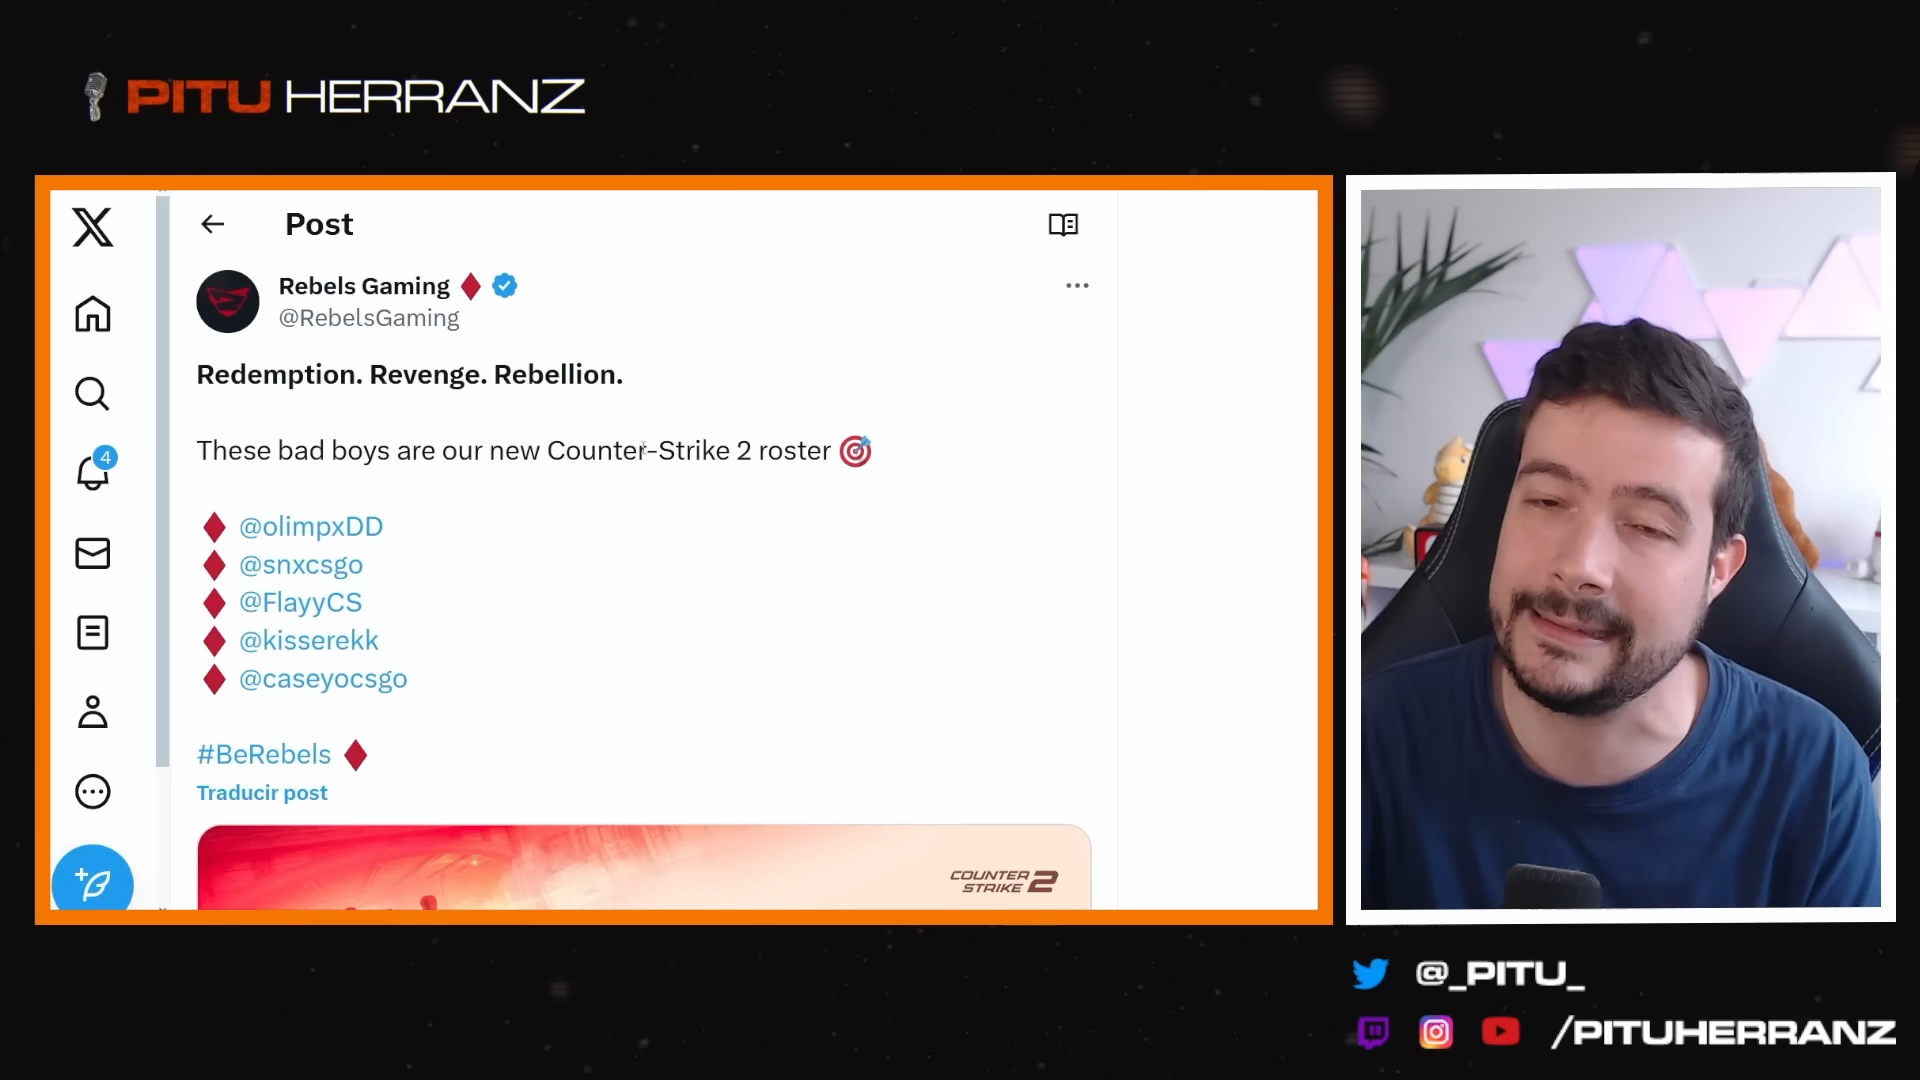 PITU HERRANZ
Post
Rebels Gaming
@RebelsGaming
Redemption. Revenge. Rebellion.
These bad boys are our new Counter-Strike 2 roster
4
@olimpxDD
@snxcsgo
@FlayyCS
@kisserekk
@caseyocsgo
#BeRebels
Traducir post
COUNTER
STRIKE 2
@_PITU_
/PITUHERRANZ